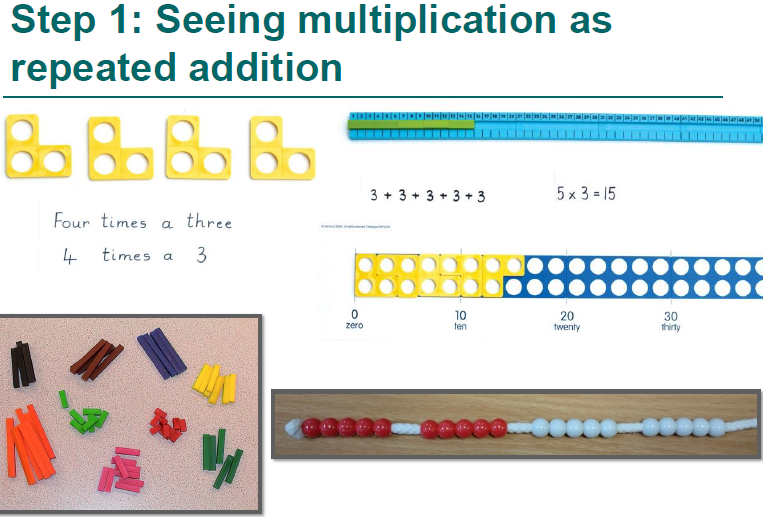 Step 1: Seeing multiplication as
repeated addition
3 + 3 + 3 + 3 + 3
5 x 3 = 15
Four times a three
4 times a 3
0 10 20 30
zero ten twenty thirty